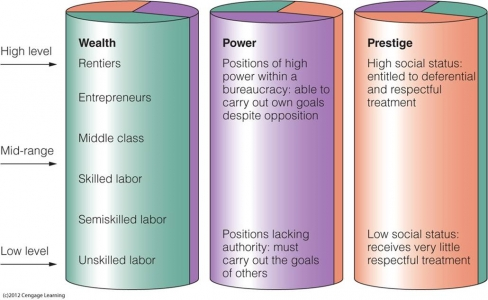 High level
Mid-range
Low level
Wealth
Rentiers
Entrepreneurs
Middle class
Skilled labor
Semiskilled labor
Unskilled labor
Power
Positions of high
power within a
bureaucracy: able to
carry out own goals
despite opposition
Positions lacking
authority: must
carry out the goals
of others
Prestige
High social status:
entitled to deferential
and respectful
treatment
Low social status:
receives very little
respectful treatment
(c)2012 Cengage Learning